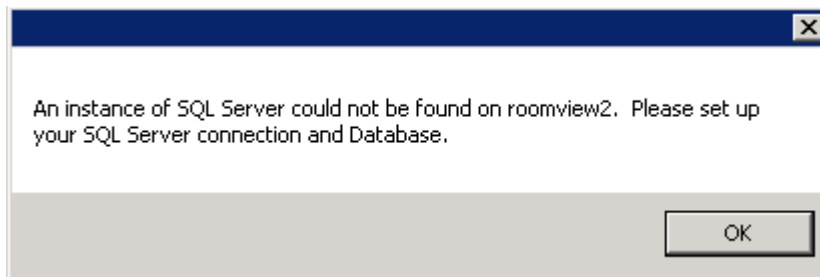 An instance of SQL Server could not be found on roomview2.  Please set up
your SQL Server connection and Database.
OK